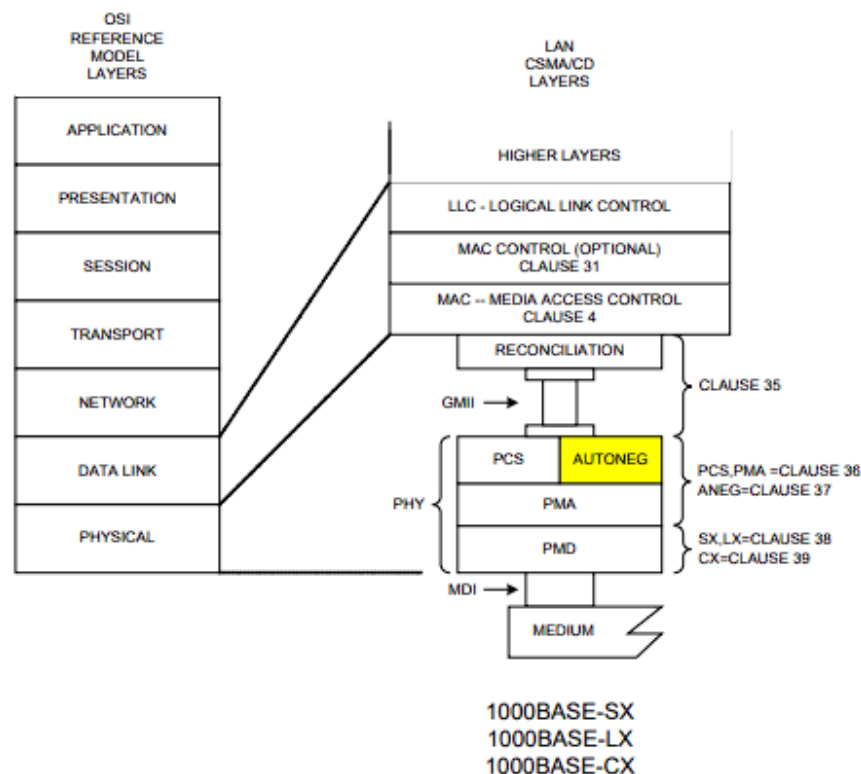 OSI
REFERENCE
MODEL
LAYERS
APPLICATION
PRESENTATION
SESSION
TRANSPORT
NETWORK
DATA LINK
PHYSICAL
LAN
CSMA/CD
LAYERS
HIGHER LAYERS
LLC - LOGICAL LINK CONTROL
MAC CONTROL (OPTIONAL)
CLAUSE 31
MAC -- MEDIA ACCESS CONTROL
CLAUSE 4
RECONCILIATION
CLAUSE 35
GMII
PCS
AUTONEG
PCS,PMA =CLAUSE 36
ANEG=CLAUSE 37
PHY
PMA
PMD
SX,LX=CLAUSE 38
CX=CLAUSE 39
MDI
MEDIUM
1000BASE-SX
1000BASE-LX
1000BASE-CX